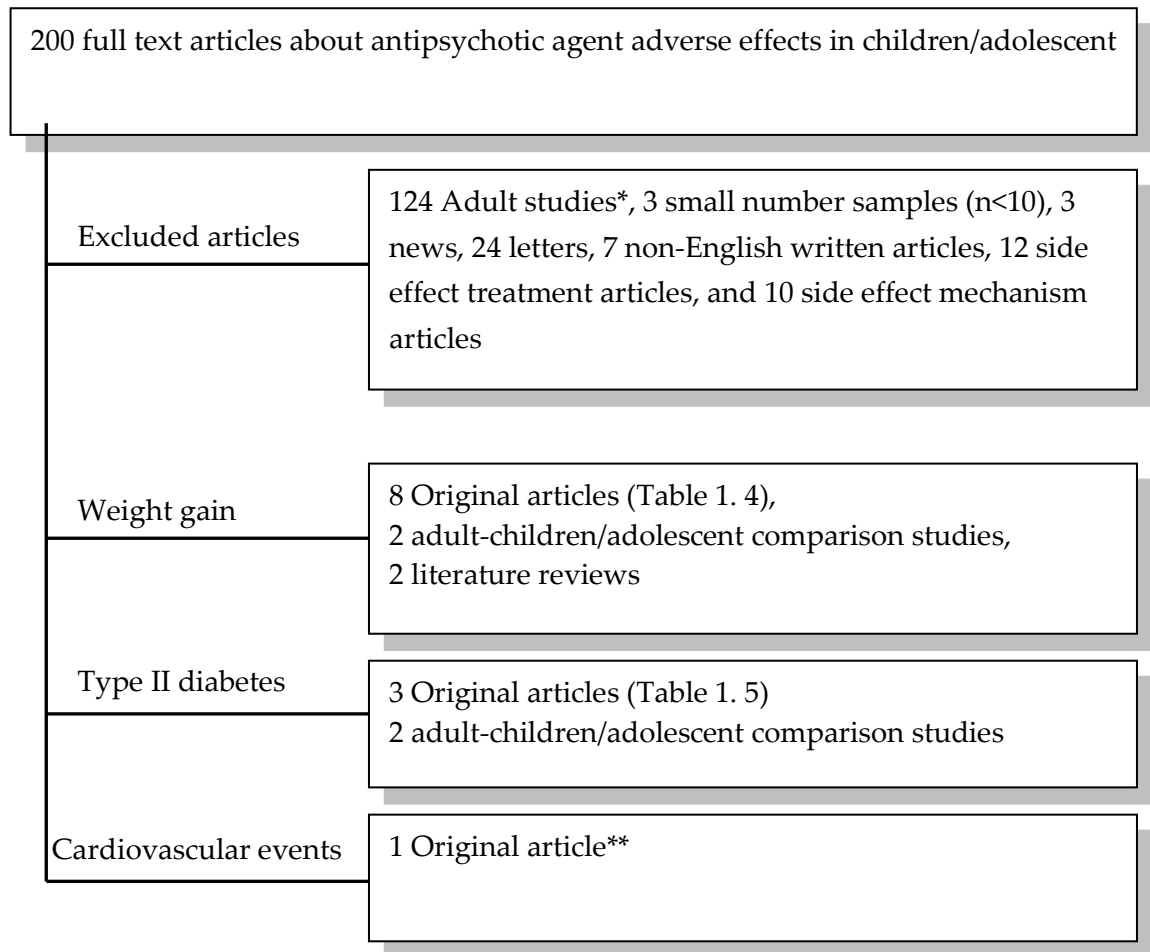 200 full text articles about antipsychotic agent adverse effects in children/adolescent
Excluded articles
124 Adult studies*, 3 small number samples (n<10), 3
news, 24 letters, 7 non-English written articles, 12 side
effect treatment articles, and 10 side effect mechanism
articles
Weight gain
8 Original articles (Table 1. 4),
2 adult-children/adolescent comparison studies,
2 literature reviews
Type II diabetes
3 Original articles (Table 1. 5)
2 adult-children/adolescent comparison studies
Cardiovascular events
1 Original article**